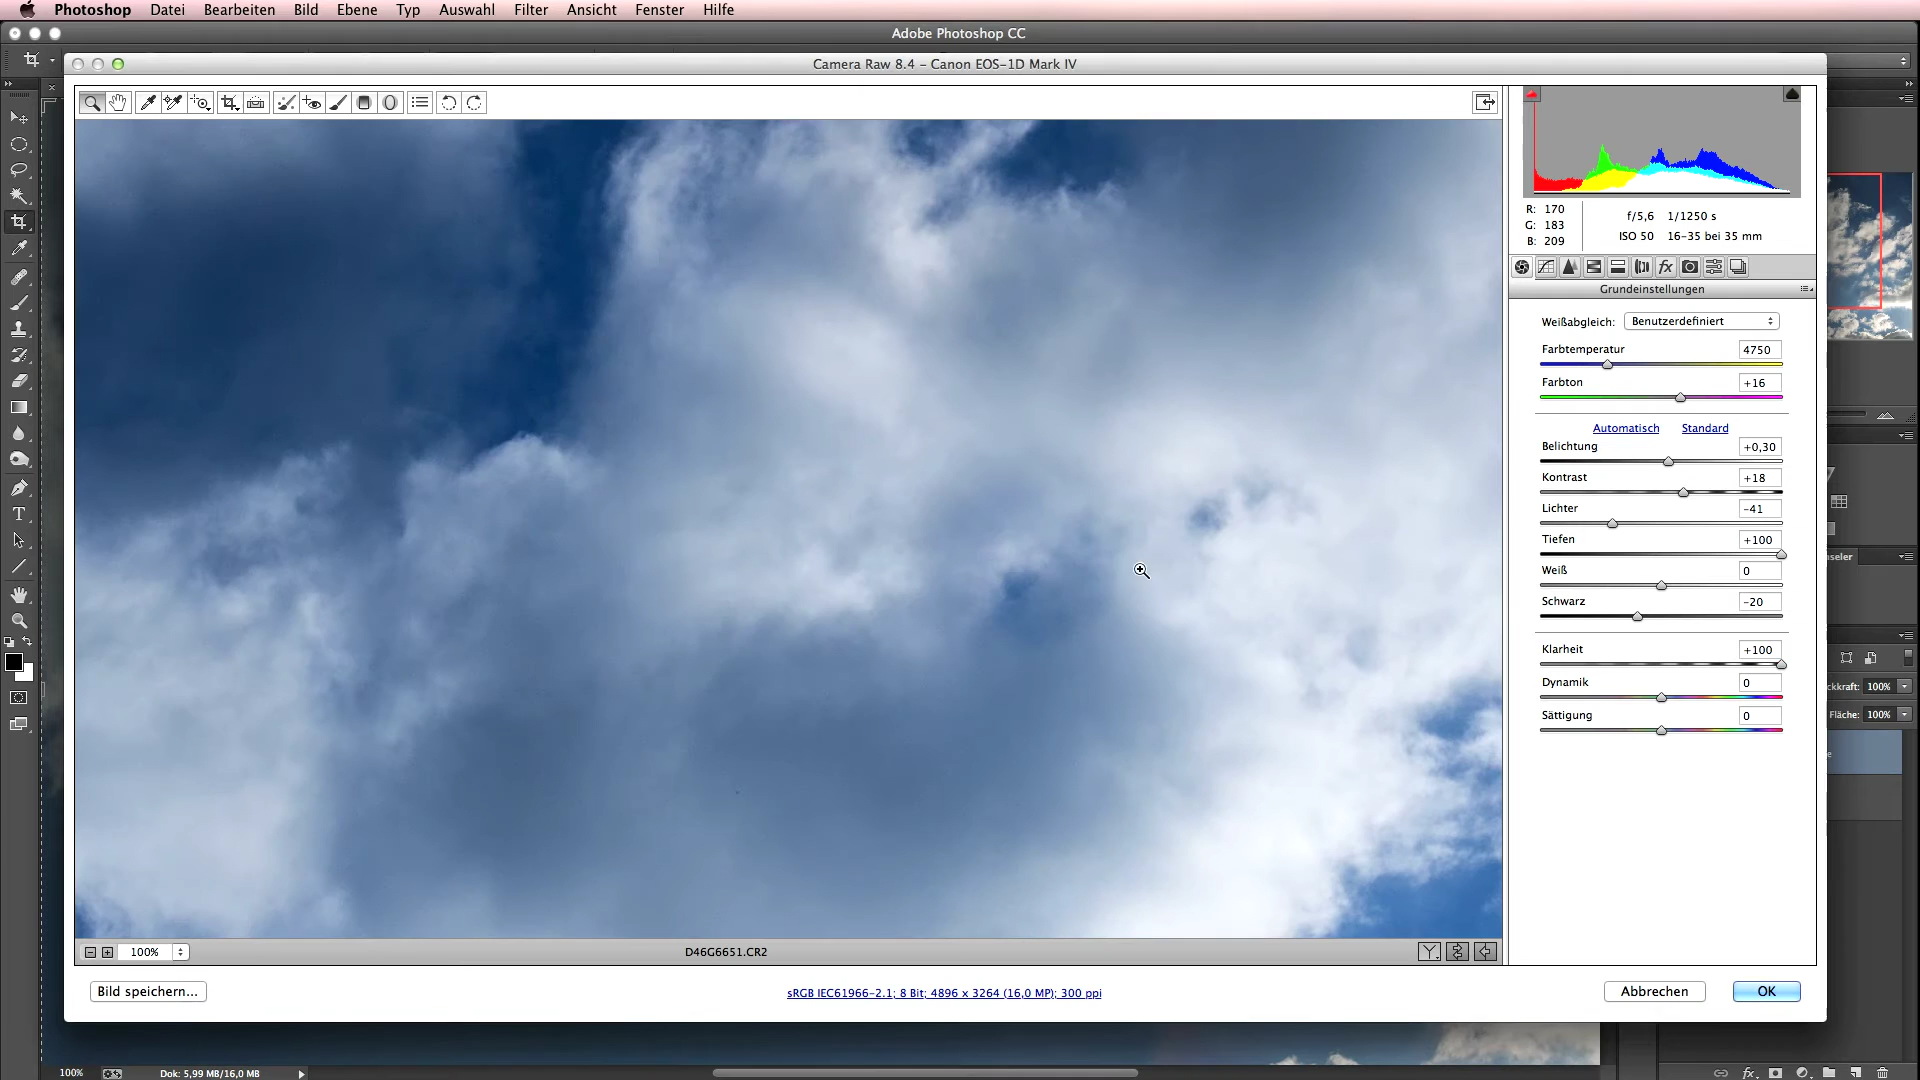 Photoshop Datei Bearbeiten Bild Ebene Typ Auswahl Filter Ansicht Fenster Hilfe
Adobe Photoshop CC
Camera Raw 8.4 – Canon EOS-1D Mark IV
R: 170
G: 183
B: 209
f/5,6 1/1250 s
ISO 50 16-35 bei 35 mm
Grundeinstellungen
Weißabgleich: Benutzerdefiniert
Farbtemperatur 4750
Farbton +16
Automatisch Standard
Belichtung +0,30
Kontrast +18
Lichter -41
Tiefen +100
Weiß 0
Schwarz -20
Klarheit +100
Dynamik 0
Sättigung 0
seler
ckkraft: 100%
Fläche: 100%
e
100%
D46G6651.CR2
Bild speichern...
sRGB IEC61966-2.1; 8 Bit; 4896 x 3264 (16,0 MP); 300 ppi
Abbrechen
OK
100%
Dok: 5,99 MB/16,0 MB